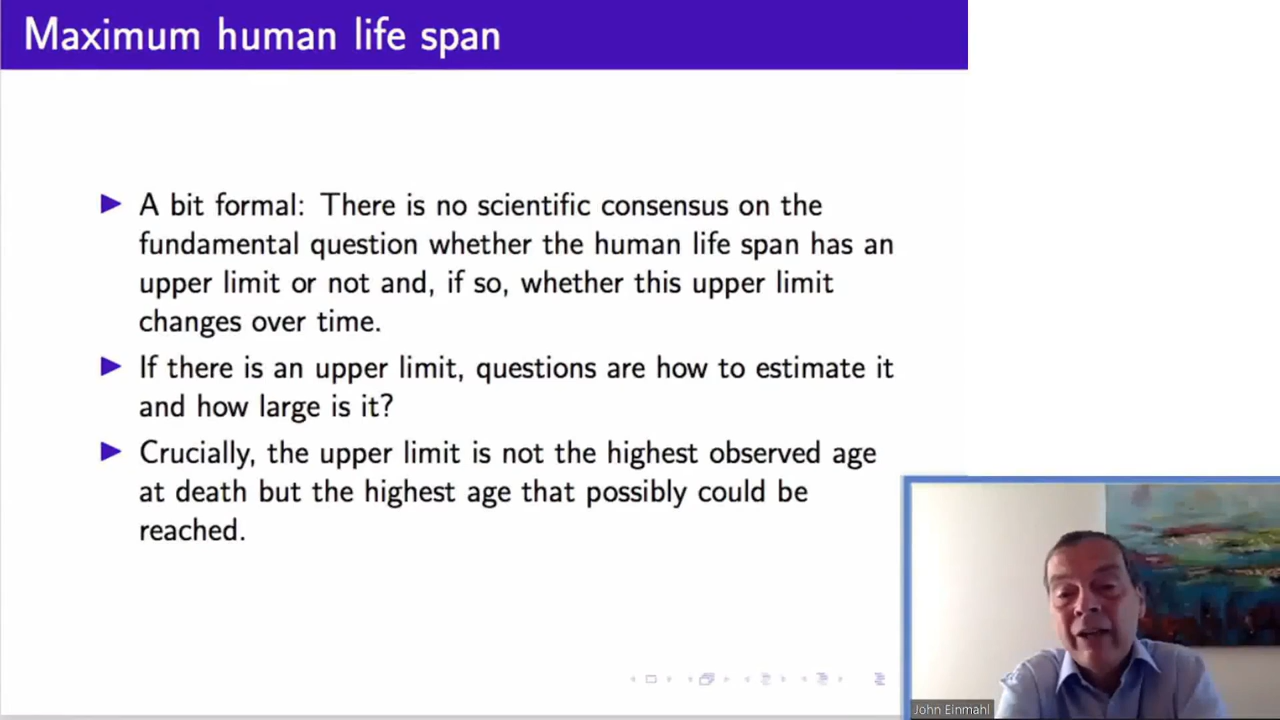 Maximum human life span
A bit formal: There is no scientific consensus on the
fundamental question whether the human life span has an
upper limit or not and, if so, whether this upper limit
changes over time.
If there is an upper limit, questions are how to estimate it
and how large is it?
Crucially, the upper limit is not the highest observed age
at death but the highest age that possibly could be
reached.
John Einmahl